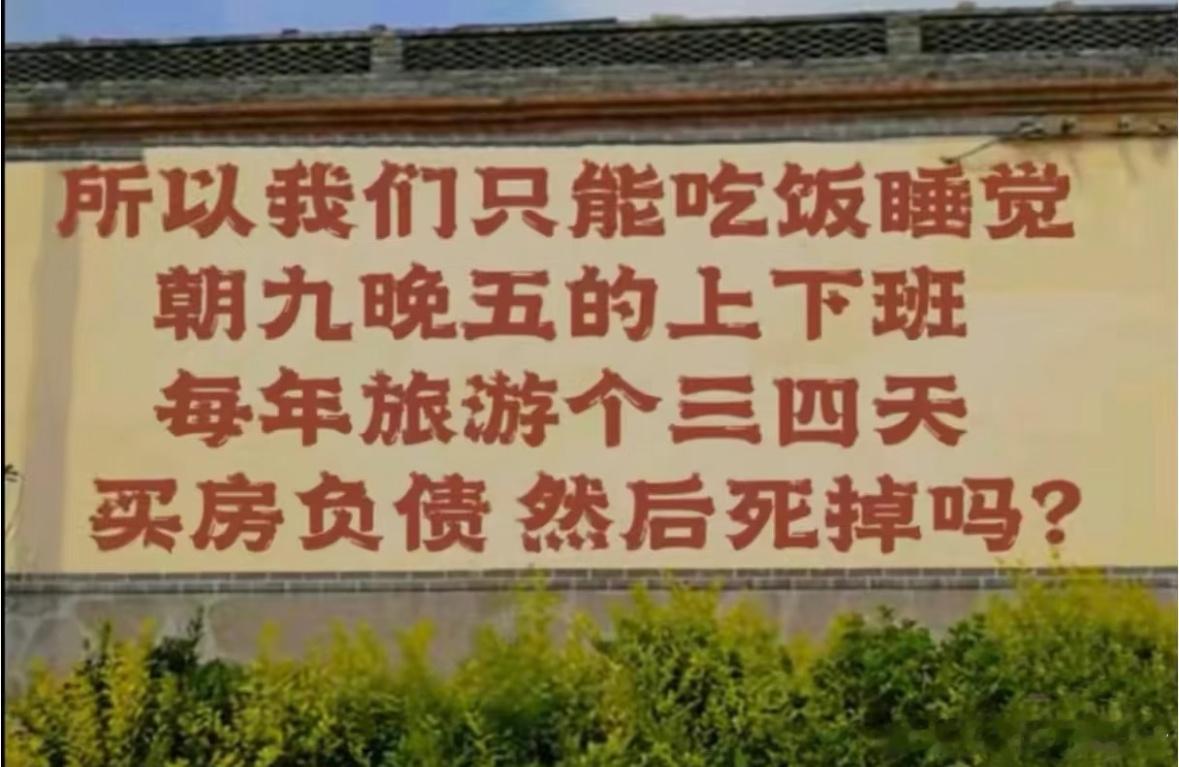 所以我们只能吃饭睡觉
朝九晚五的上下班
每年旅游个三四天
买房负债 然后死掉吗?